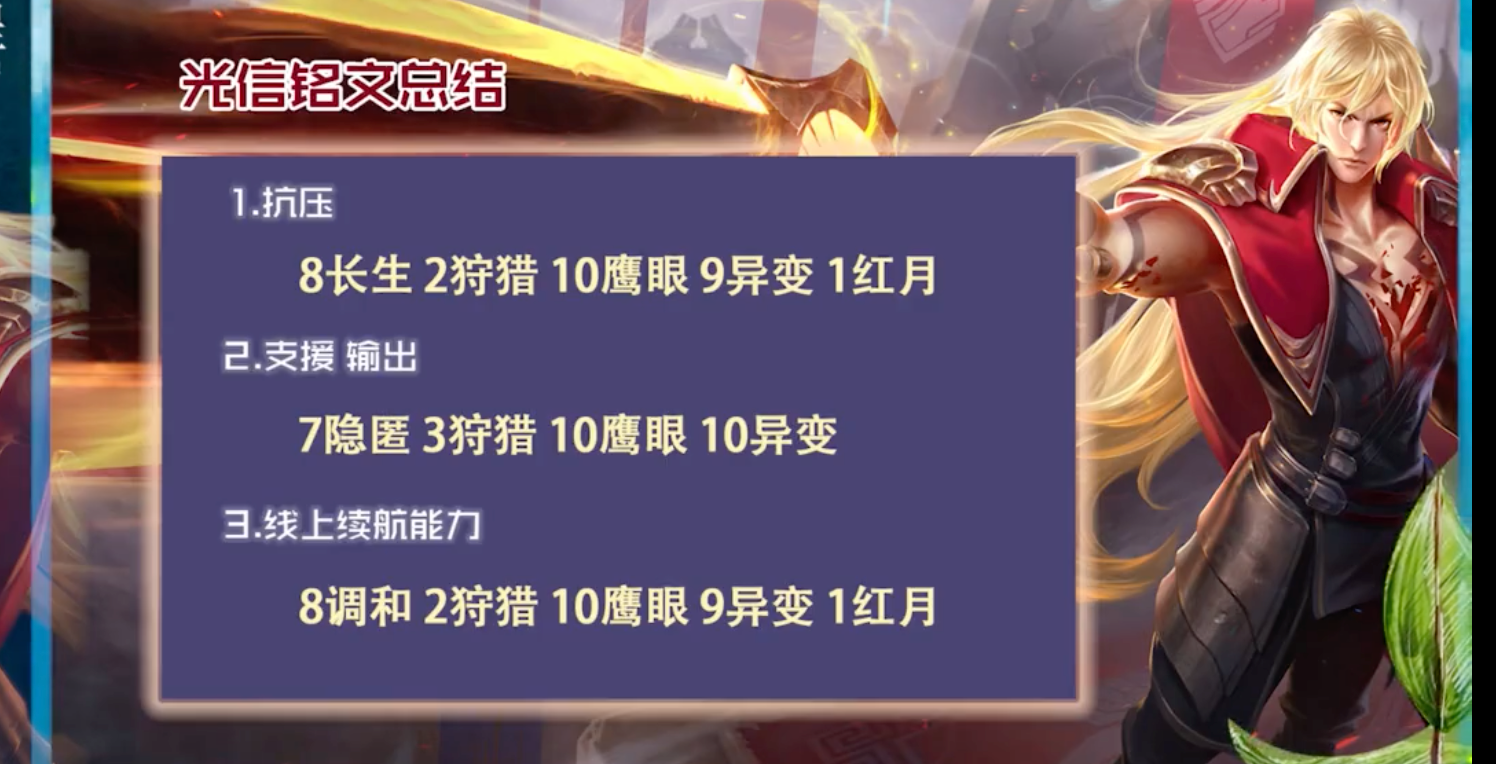 光信铭文总结
1.抗压
8长生 2狩猎 10鹰眼 9异变 1红月
2.支援 输出
7隐匿 3狩猎 10鹰眼 10异变
3.线上续航能力
8调和 2狩猎 10鹰眼 9异变 1红月